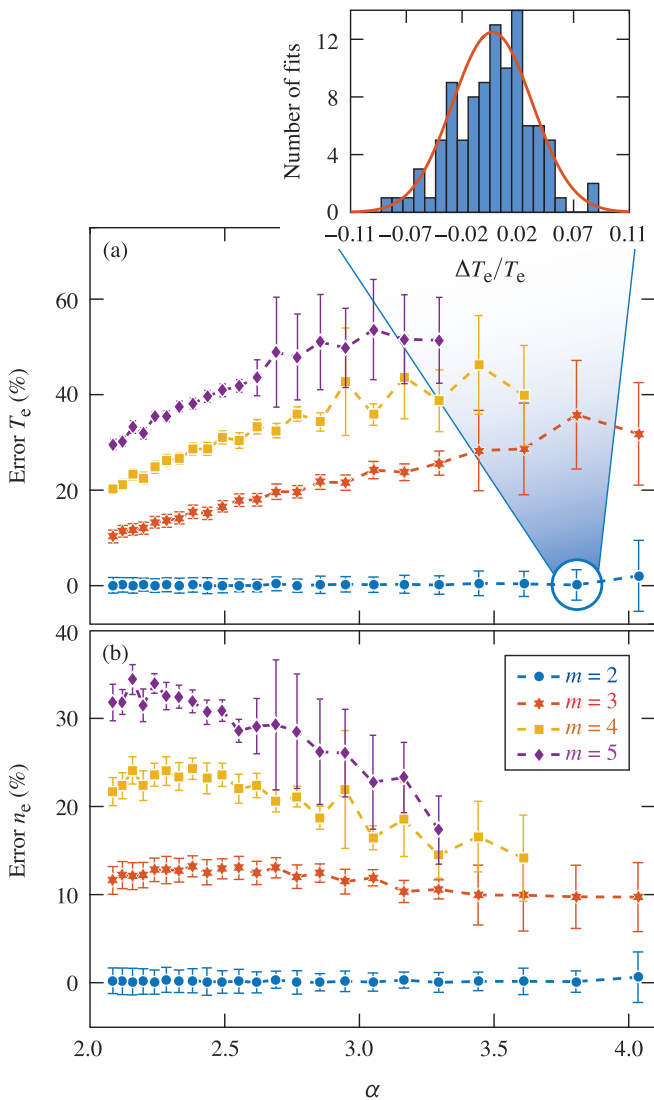 12
8
4
0
Number of fits
−0.11 −0.07 −0.02 0.02 0.07 0.11
ΔTe/Te
(a)
60
40
20
0
Error Te (%)
(b)
40
30
20
10
0
Error ne (%)
m = 2
m = 3
m = 4
m = 5
2.0 2.5 3.0 3.5 4.0
α